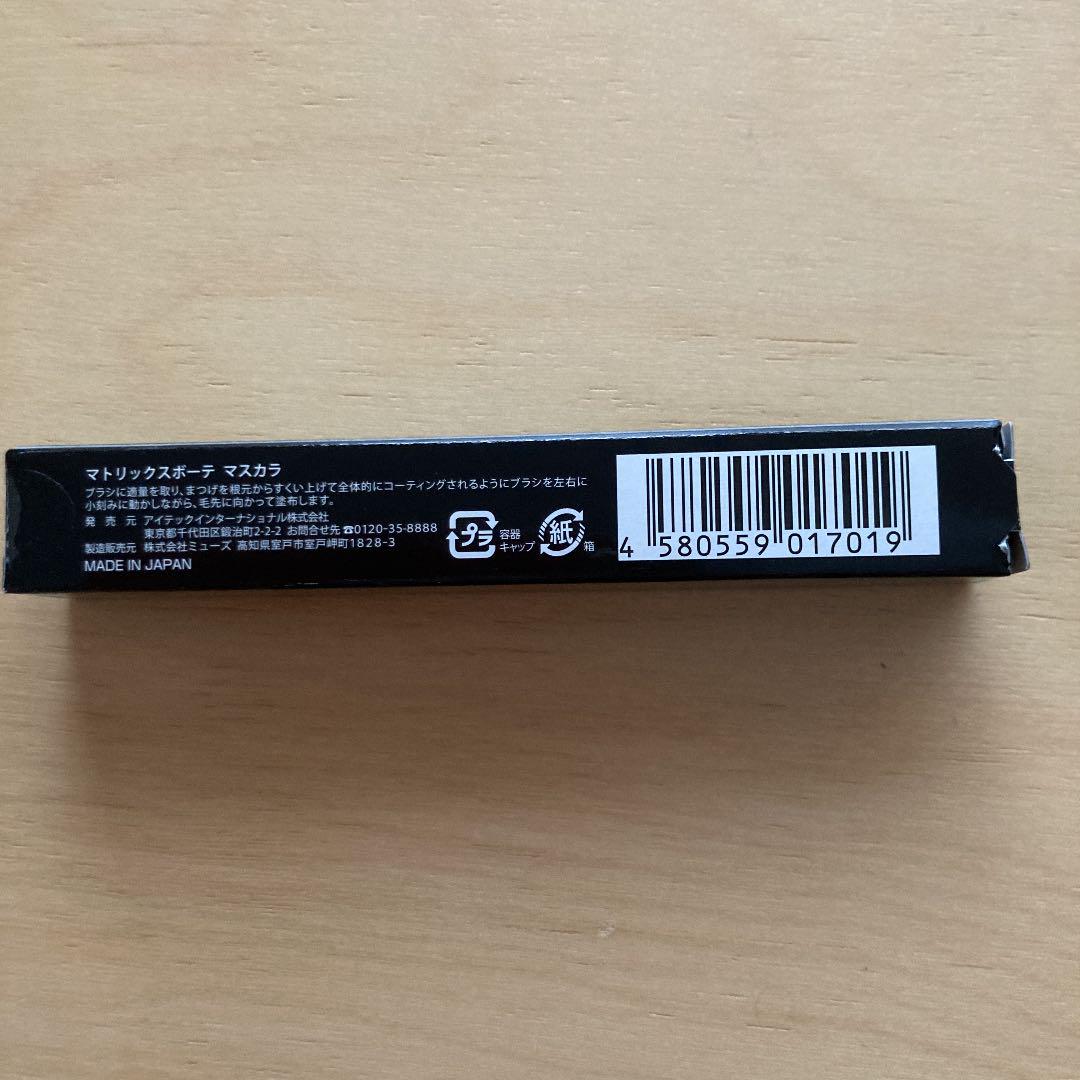 マトリックスボーテ マスカラ
ブラシに適量を取り、まつげを根元からすくい上げて全体的にコーティングされるようにブラシを左右に
小刻みに動かしながら、毛先に向かって塗布します。
発売元 アイテックインターナショナル株式会社
東京都千代田区鍛冶町2-2-2 お問合せ先 ☎0120-35-8888
製造販売元 株式会社ミューズ 高知県室戸市室戸岬町1828-3
MADE IN JAPAN
プラ
容器
キャップ
紙
箱
4 580559 017019